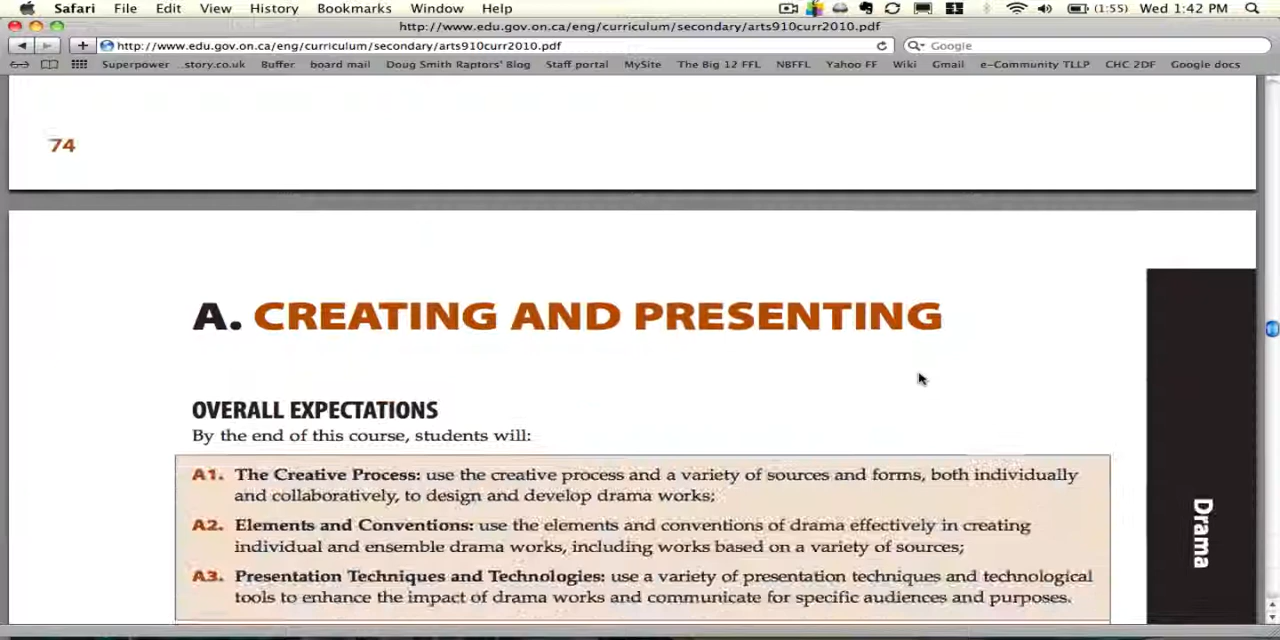 Safari File Edit View History Bookmarks Window Help (1:55) Wed 1:42 PM
http://www.edu.gov.on.ca/eng/curriculum/secondary/arts910curr2010.pdf
http://www.edu.gov.on.ca/eng/curriculum/secondary/arts910curr2010.pdf Google
Superpower ...story.co.uk Buffer board mail Doug Smith Raptors' Blog Staff portal MySite The Big 12 FFL NBFFL Yahoo FF Wiki Gmail e-Community TLLP CHC 2DF Google docs
74
A. CREATING AND PRESENTING
OVERALL EXPECTATIONS
By the end of this course, students will:
A1. The Creative Process: use the creative process and a variety of sources and forms, both individually
and collaboratively, to design and develop drama works;
A2. Elements and Conventions: use the elements and conventions of drama effectively in creating
individual and ensemble drama works, including works based on a variety of sources;
A3. Presentation Techniques and Technologies: use a variety of presentation techniques and technological
tools to enhance the impact of drama works and communicate for specific audiences and purposes.
Drama